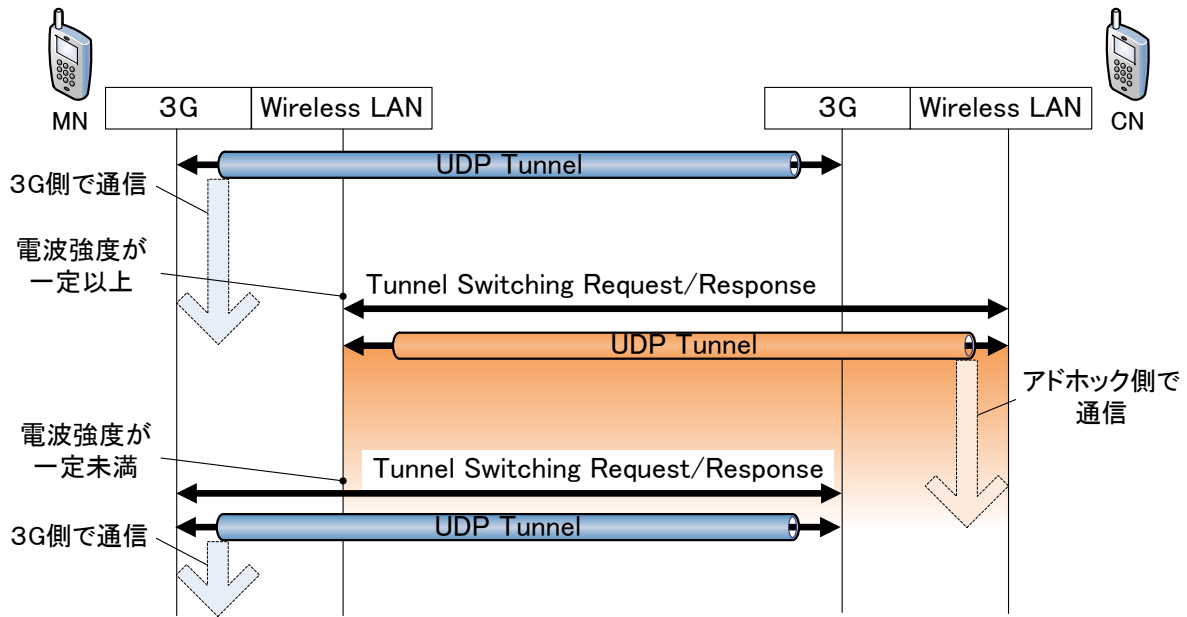 MN
3G
Wireless LAN
3G
Wireless LAN
CN
UDP Tunnel
3G側で通信
電波強度が
一定以上
Tunnel Switching Request/Response
UDP Tunnel
アドホック側で
通信
電波強度が
一定未満
Tunnel Switching Request/Response
UDP Tunnel
3G側で通信